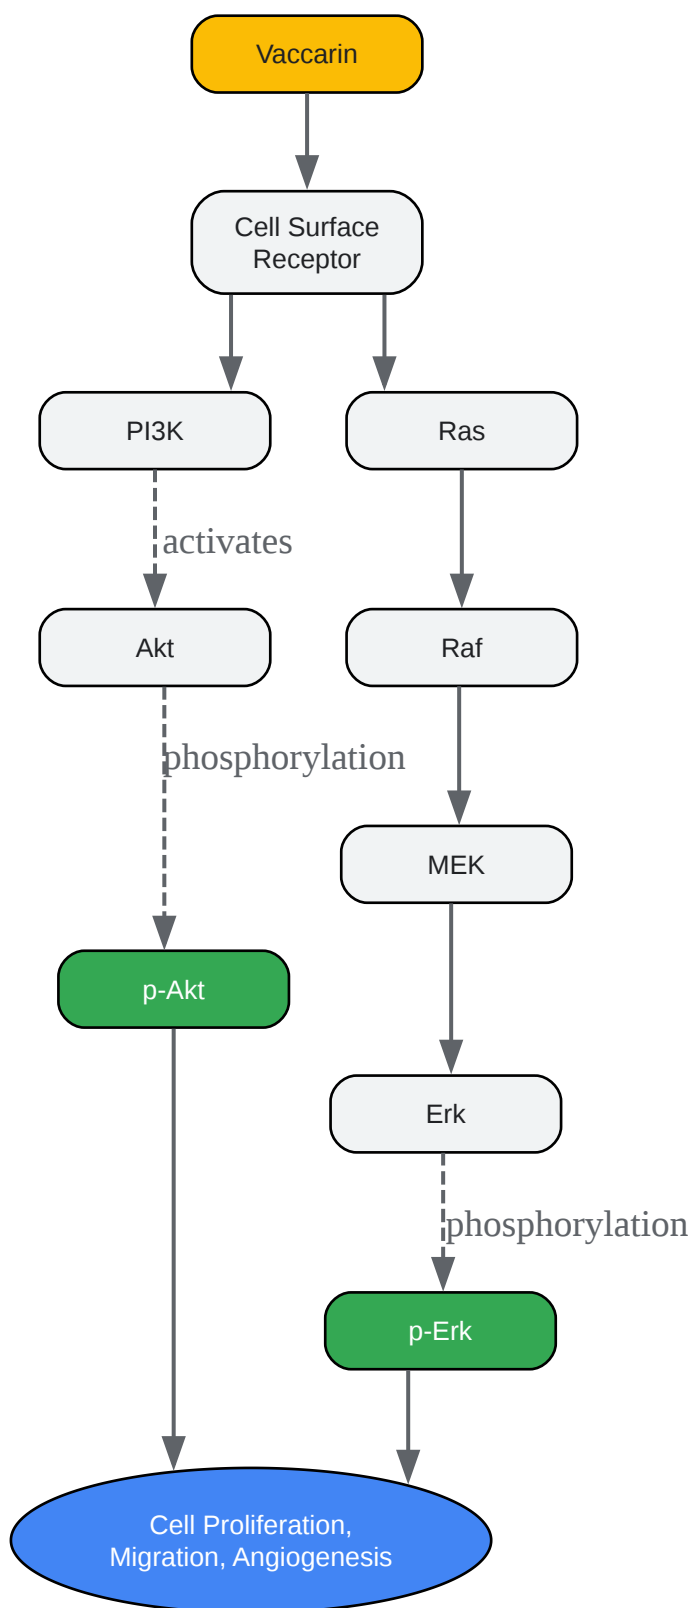 Vaccarin
Cell Surface
Receptor
PI3K
Ras
activates
Akt
Raf
phosphorylation
MEK
p-Akt
Erk
phosphorylation
p-Erk
Cell Proliferation,
Migration, Angiogenesis